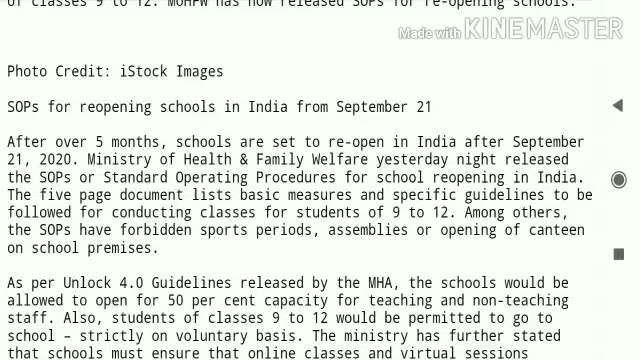 of classes 9 to 12. MOHFW has now released SOPs for re-opening schools.
Made with KINEMASTER
Photo Credit: iStock Images
SOPs for reopening schools in India from September 21
After over 5 months, schools are set to re-open in India after September
21, 2020. Ministry of Health & Family Welfare yesterday night released
the SOPs or Standard Operating Procedures for school reopening in India.
The five page document lists basic measures and specific guidelines to be
followed for conducting classes for students of 9 to 12. Among others,
the SOPs have forbidden sports periods, assemblies or opening of canteen
on school premises.
As per Unlock 4.0 Guidelines released by the MHA, the schools would be
allowed to open for 50 per cent capacity for teaching and non-teaching
staff. Also, students of classes 9 to 12 would be permitted to go to
school – strictly on voluntary basis. The ministry has further stated
that schools must ensure that online classes and virtual sessions